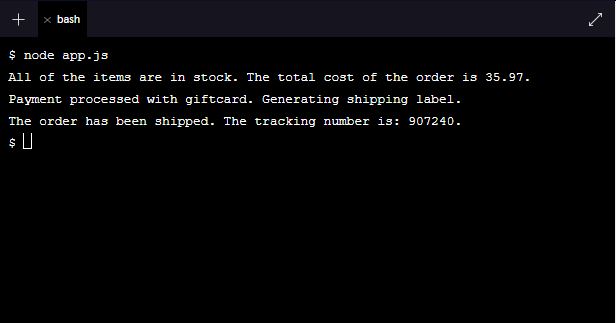 bash
$ node app.js
All of the items are in stock. The total cost of the order is 35.97.
Payment processed with giftcard. Generating shipping label.
The order has been shipped. The tracking number is: 907240.
$